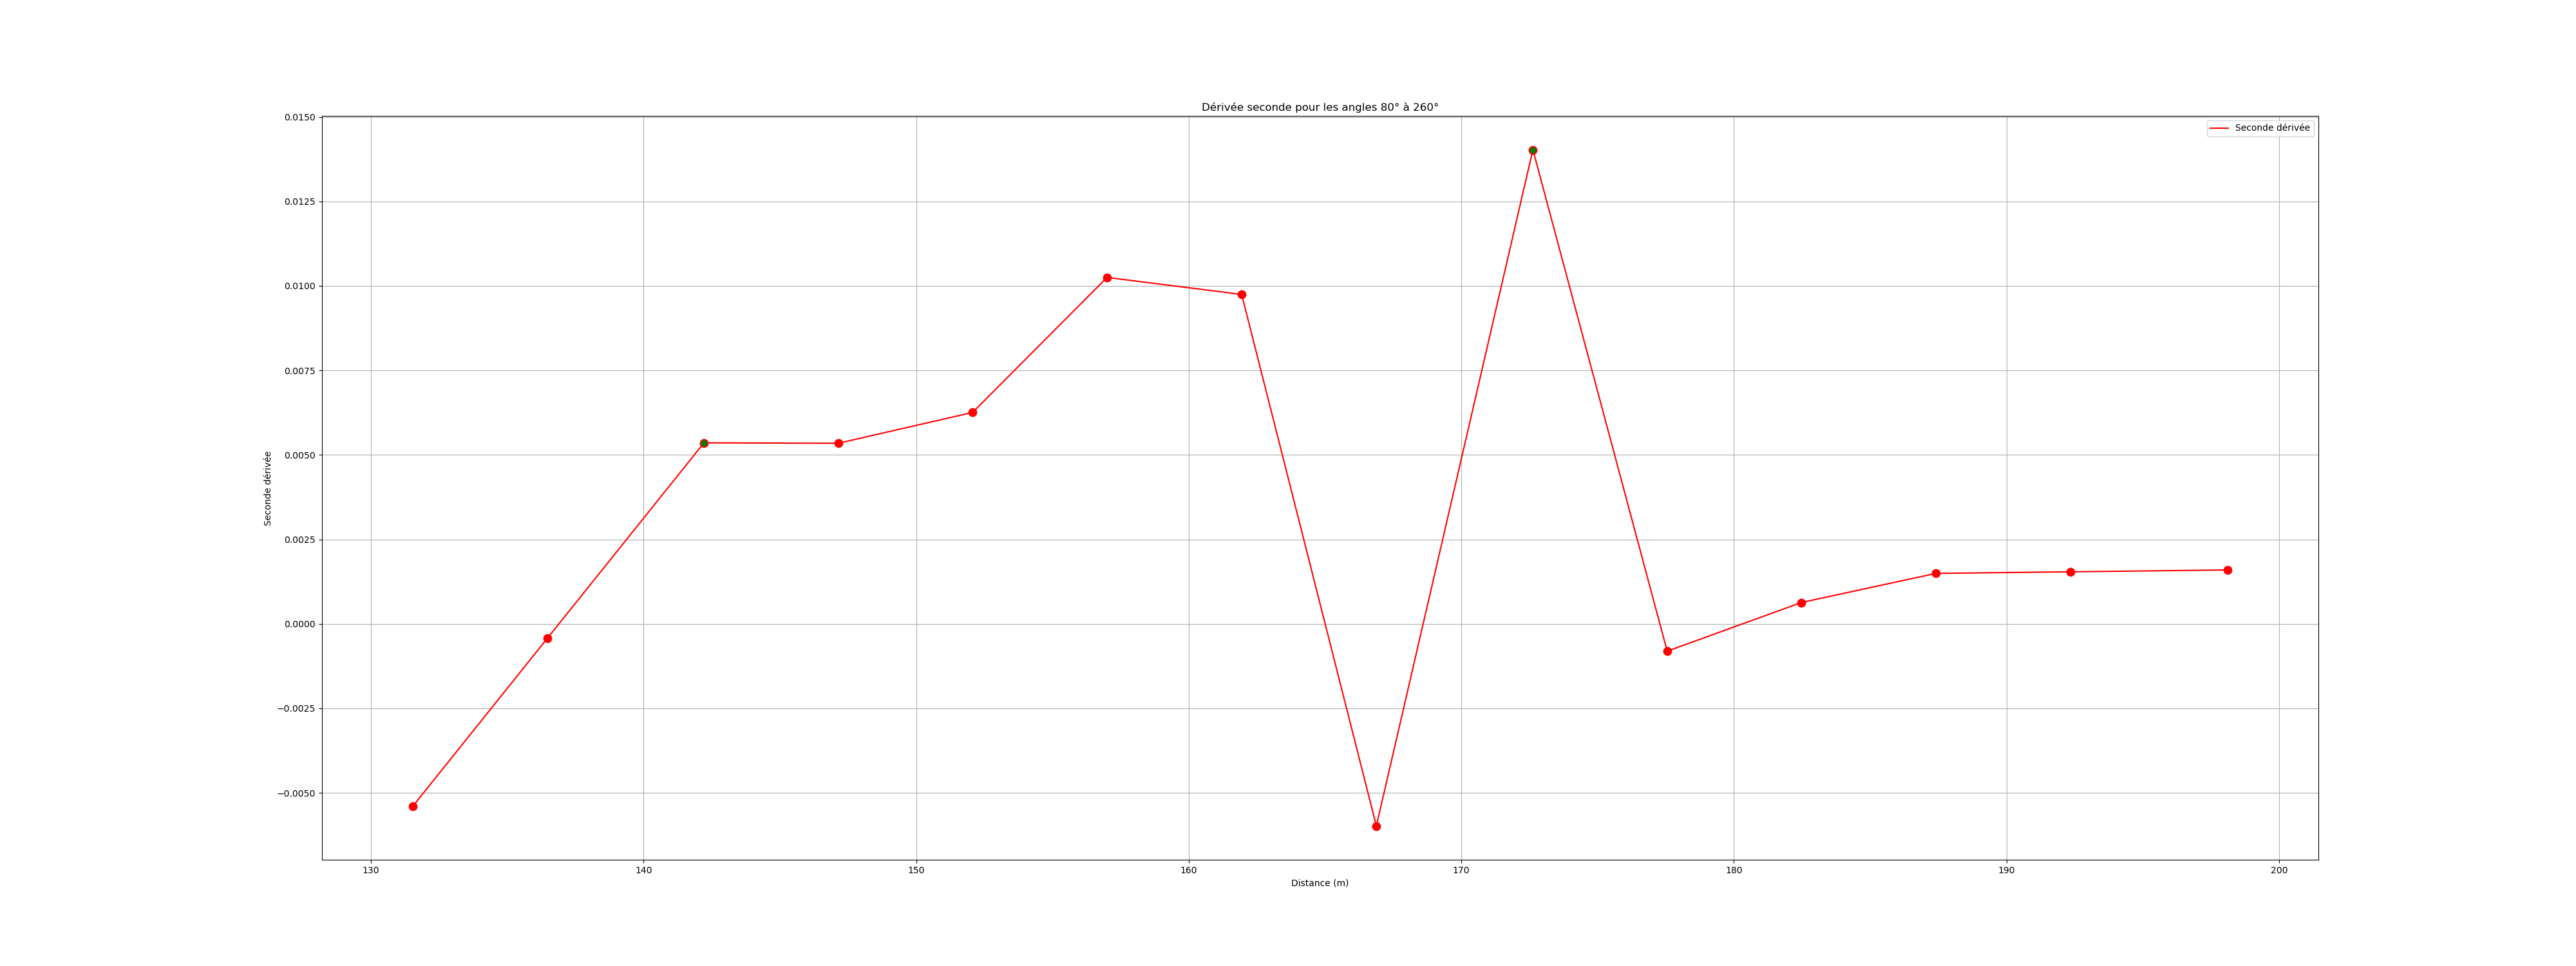 Dérivée seconde pour les angles 80° à 260°
Seconde dérivée
0.0150
0.0125
0.0100
0.0075
0.0050
0.0025
0.0000
−0.0025
−0.0050
Seconde dérivée
130 140 150 160 170 180 190 200
Distance (m)